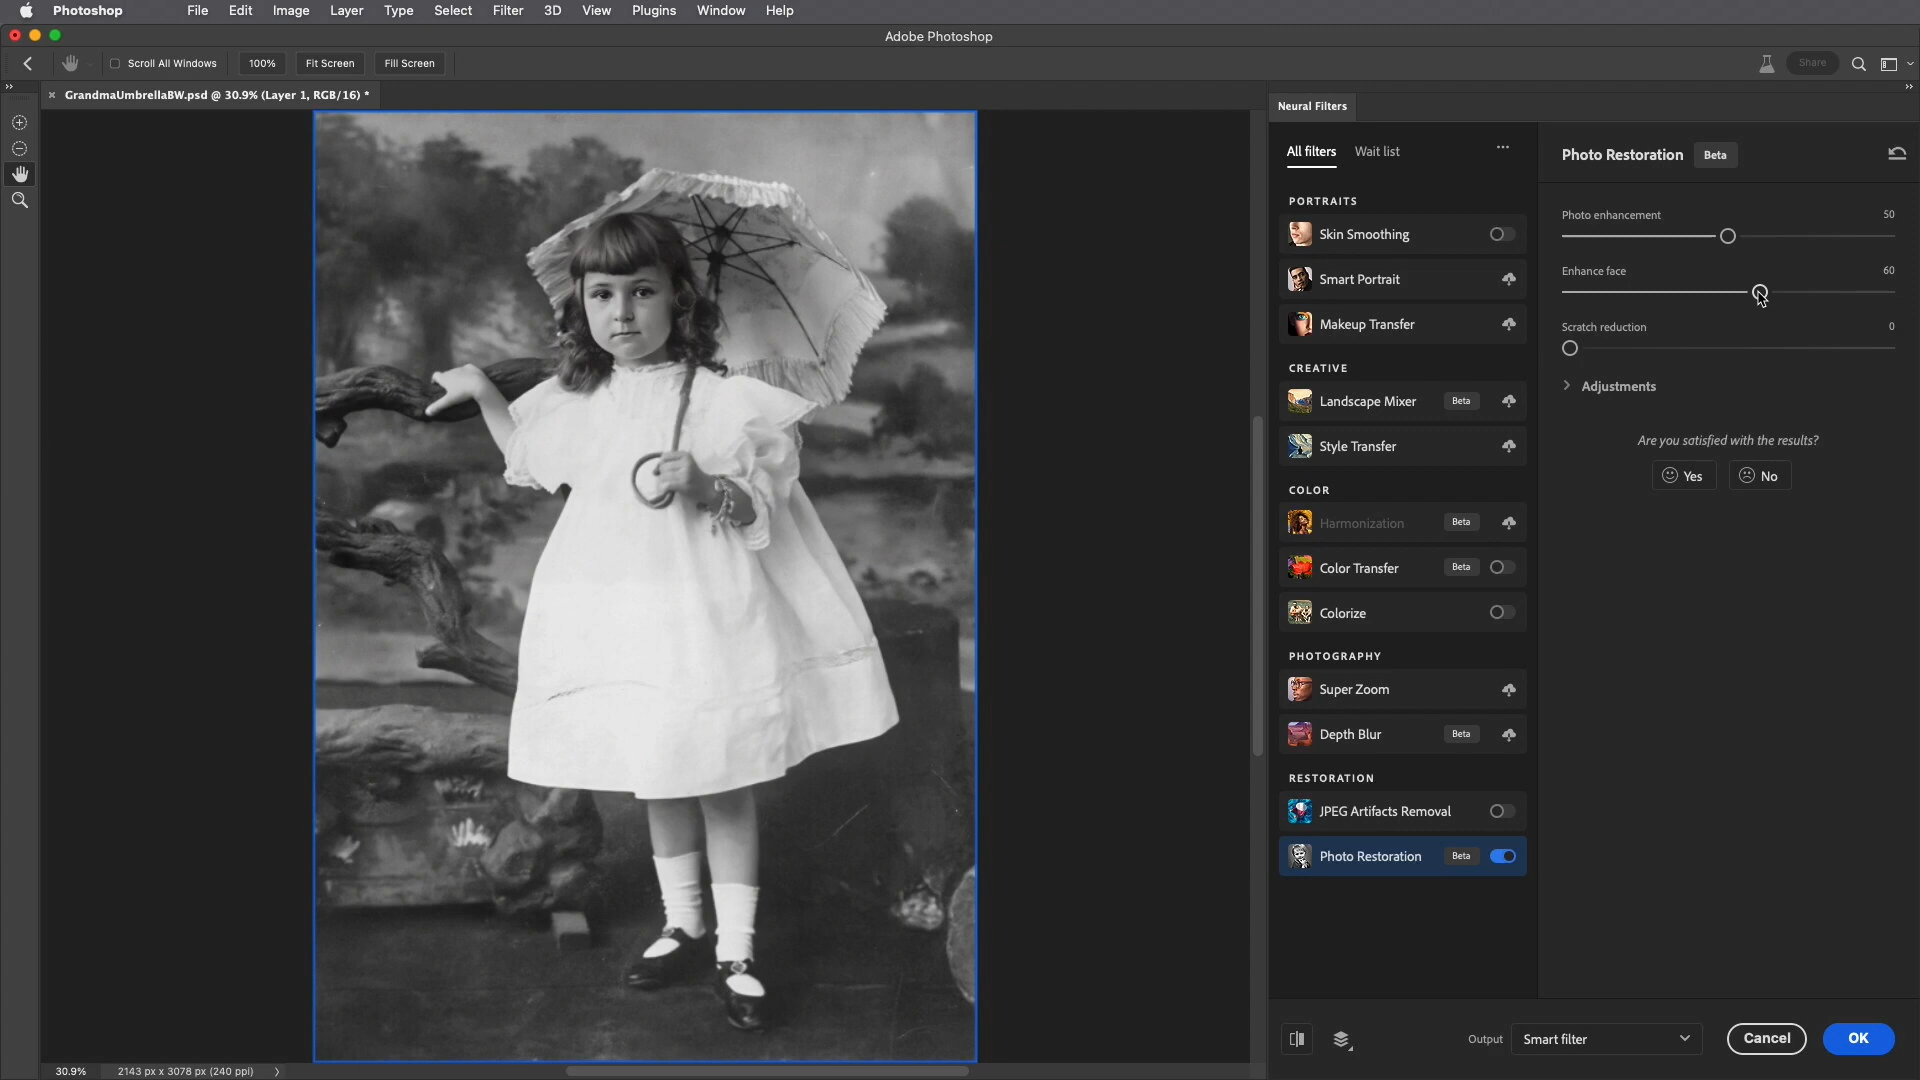 Photoshop File Edit Image Layer Type Select Filter 3D View Plugins Window Help
Adobe Photoshop
Scroll All Windows 100% Fit Screen Fill Screen Share
GrandmaUmbrellaBW.psd @ 30.9% (Layer 1, RGB/16) *
Neural Filters
All filters Wait list
PORTRAITS
Skin Smoothing
Smart Portrait
Makeup Transfer
CREATIVE
Landscape Mixer Beta
Style Transfer
COLOR
Harmonization Beta
Color Transfer Beta
Colorize
PHOTOGRAPHY
Super Zoom
Depth Blur Beta
RESTORATION
JPEG Artifacts Removal
Photo Restoration Beta
Photo Restoration Beta
Photo enhancement 50
Enhance face 60
Scratch reduction 0
Adjustments
Are you satisfied with the results?
Yes No
Output Smart filter Cancel OK
30.9% 2143 px x 3078 px (240 ppi)